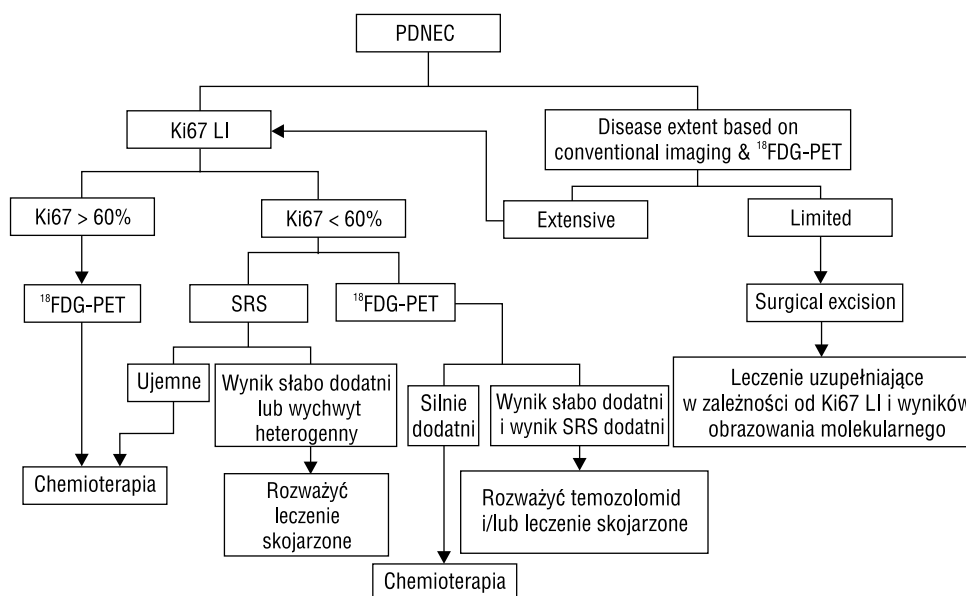 PDNEC
Ki67 LI
Disease extent based on
conventional imaging & ¹⁸FDG-PET
Ki67 > 60%
Ki67 < 60%
Extensive
Limited
¹⁸FDG-PET
SRS
¹⁸FDG-PET
Surgical excision
Ujemne
Wynik słabo dodatni
lub wychwyt
heterogenny
Silnie
dodatni
Wynik słabo dodatni
i wynik SRS dodatni
Leczenie uzupełniające
w zależności od Ki67 LI i wyników
obrazowania molekularnego
Chemioterapia
Rozważyć
leczenie
skojarzone
Rozważyć temozolomid
i/lub leczenie skojarzone
Chemioterapia